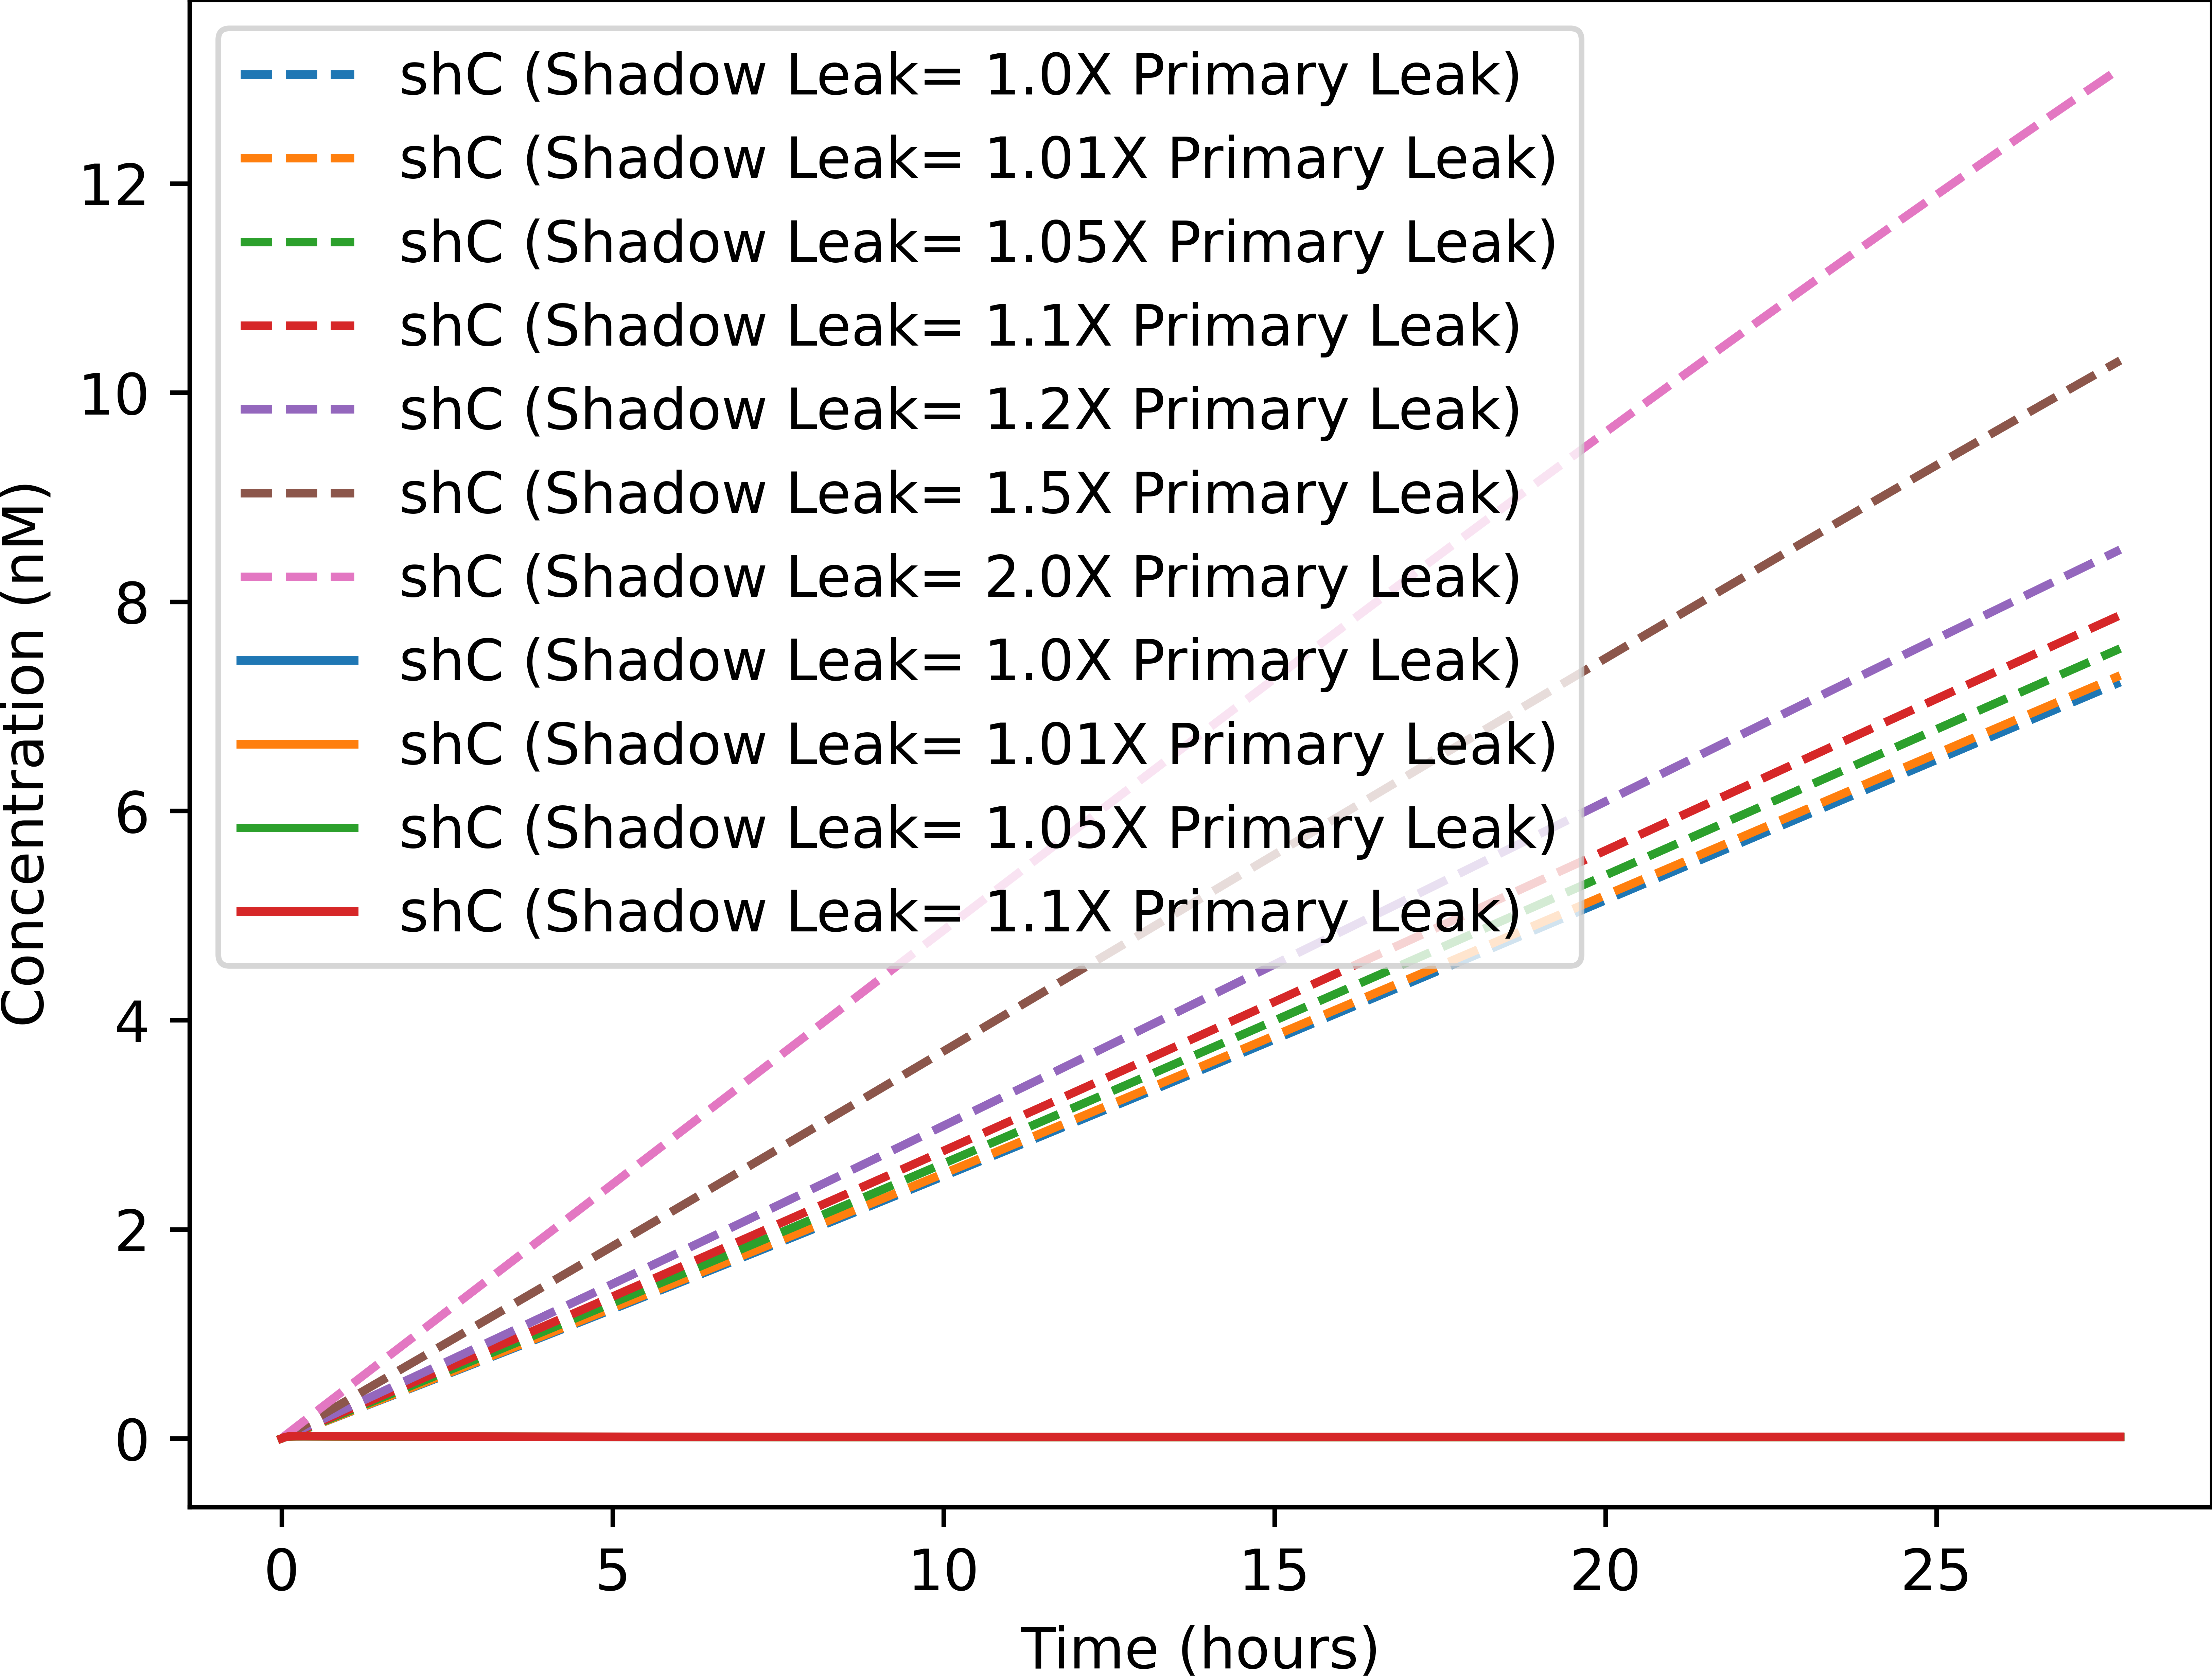 shC (Shadow Leak= 1.0X Primary Leak)
shC (Shadow Leak= 1.01X Primary Leak)
shC (Shadow Leak= 1.05X Primary Leak)
shC (Shadow Leak= 1.1X Primary Leak)
shC (Shadow Leak= 1.2X Primary Leak)
shC (Shadow Leak= 1.5X Primary Leak)
shC (Shadow Leak= 2.0X Primary Leak)
shC (Shadow Leak= 1.0X Primary Leak)
shC (Shadow Leak= 1.01X Primary Leak)
shC (Shadow Leak= 1.05X Primary Leak)
shC (Shadow Leak= 1.1X Primary Leak)
Concentration (nM)
12
10
8
6
4
2
0
0 5 10 15 20 25
Time (hours)